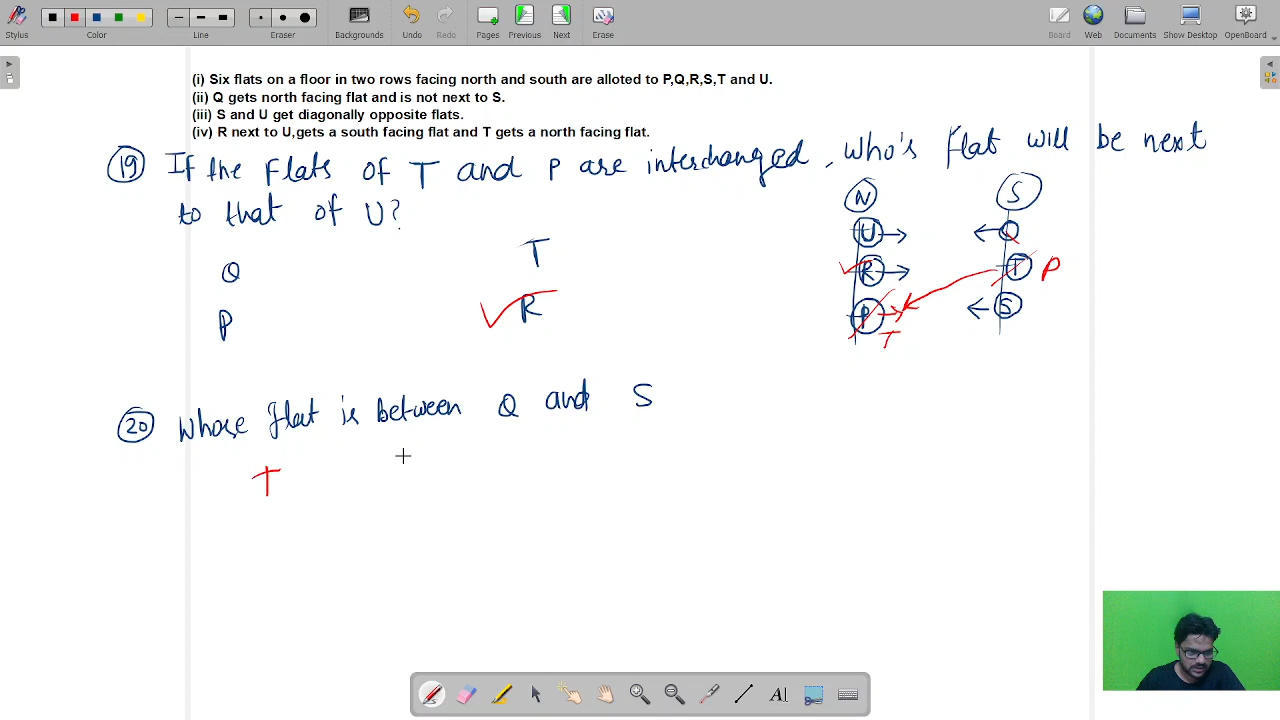 Stylus Color Line Eraser Backgrounds Undo Redo Pages Previous Next Erase Board Web Documents Show Desktop OpenBoard
(i) Six flats on a floor in two rows facing north and south are alloted to P,Q,R,S,T and U.
(ii) Q gets north facing flat and is not next to S.
(iii) S and U get diagonally opposite flats.
(iv) R next to U,gets a south facing flat and T gets a north facing flat.
19 If the Flats of T and P are interchanged, who's flat will be next
to that of U?
N S
U Q
R T P
P S
T
Q T
P R
20 Whose flat is between Q and S
T
AI